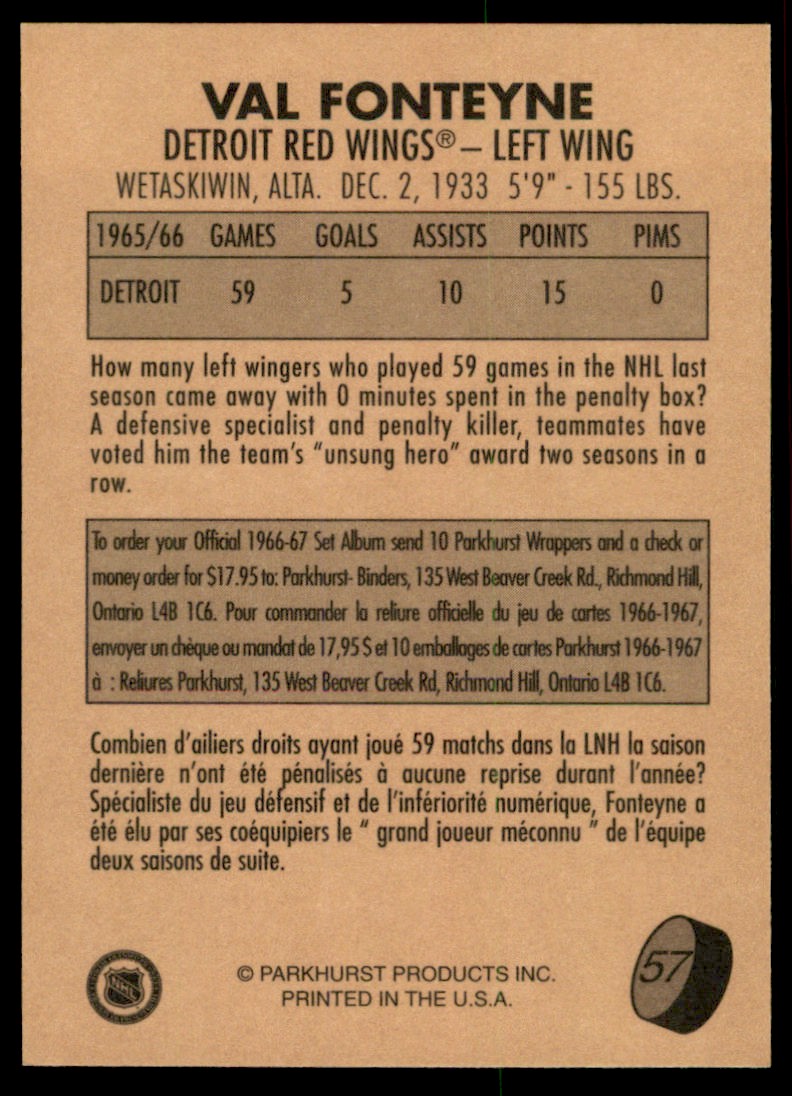 VAL FONTEYNE
DETROIT RED WINGS® – LEFT WING
WETASKIWIN, ALTA. DEC. 2, 1933 5'9" - 155 LBS.
1965/66 GAMES GOALS ASSISTS POINTS PIMS
DETROIT 59 5 10 15 0
How many left wingers who played 59 games in the NHL last
season came away with 0 minutes spent in the penalty box?
A defensive specialist and penalty killer, teammates have
voted him the team's "unsung hero" award two seasons in a
row.
To order your Official 1966-67 Set Album send 10 Parkhurst Wrappers and a check or
money order for $17.95 to: Parkhurst- Binders, 135 West Beaver Creek Rd., Richmond Hill,
Ontario L4B 1C6. Pour commander la reliure officielle du jeu de cartes 1966-1967,
envoyer un chèque ou mandat de 17,95 $ et 10 emballages de cartes Parkhurst 1966-1967
à : Reliures Parkhurst, 135 West Beaver Creek Rd, Richmond Hill, Ontario L4B 1C6.
Combien d'ailiers droits ayant joué 59 matchs dans la LNH la saison
dernière n'ont été pénalisés à aucune reprise durant l'année?
Spécialiste du jeu défensif et de l'infériorité numérique, Fonteyne a
été élu par ses coéquipiers le " grand joueur méconnu " de l'équipe
deux saisons de suite.
NHL
© PARKHURST PRODUCTS INC.
PRINTED IN THE U.S.A.
57